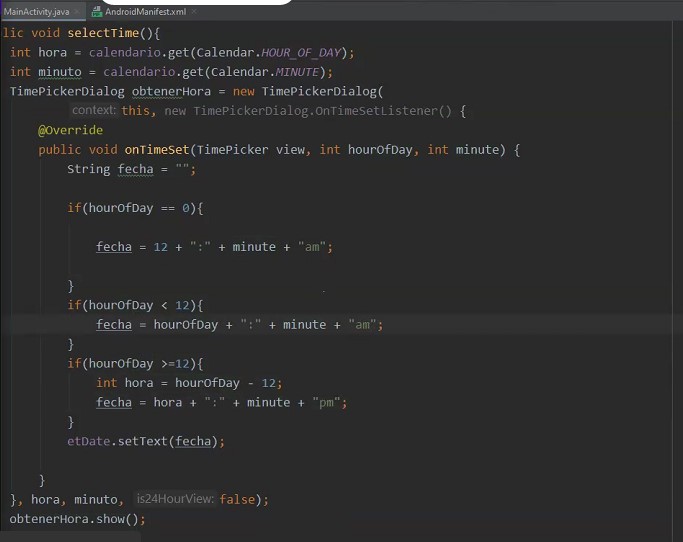 MainActivity.java × AndroidManifest.xml ×
lic void selectTime(){
int hora = calendario.get(Calendar.HOUR_OF_DAY);
int minuto = calendario.get(Calendar.MINUTE);
TimePickerDialog obtenerHora = new TimePickerDialog(
context: this, new TimePickerDialog.OnTimeSetListener() {
@Override
public void onTimeSet(TimePicker view, int hourOfDay, int minute) {
String fecha = "";
if(hourOfDay == 0){
fecha = 12 + ":" + minute + "am";
}
if(hourOfDay < 12){
fecha = hourOfDay + ":" + minute + "am";
}
if(hourOfDay >=12){
int hora = hourOfDay - 12;
fecha = hora + ":" + minute + "pm";
}
etDate.setText(fecha);
}
}, hora, minuto, is24HourView: false);
obtenerHora.show();